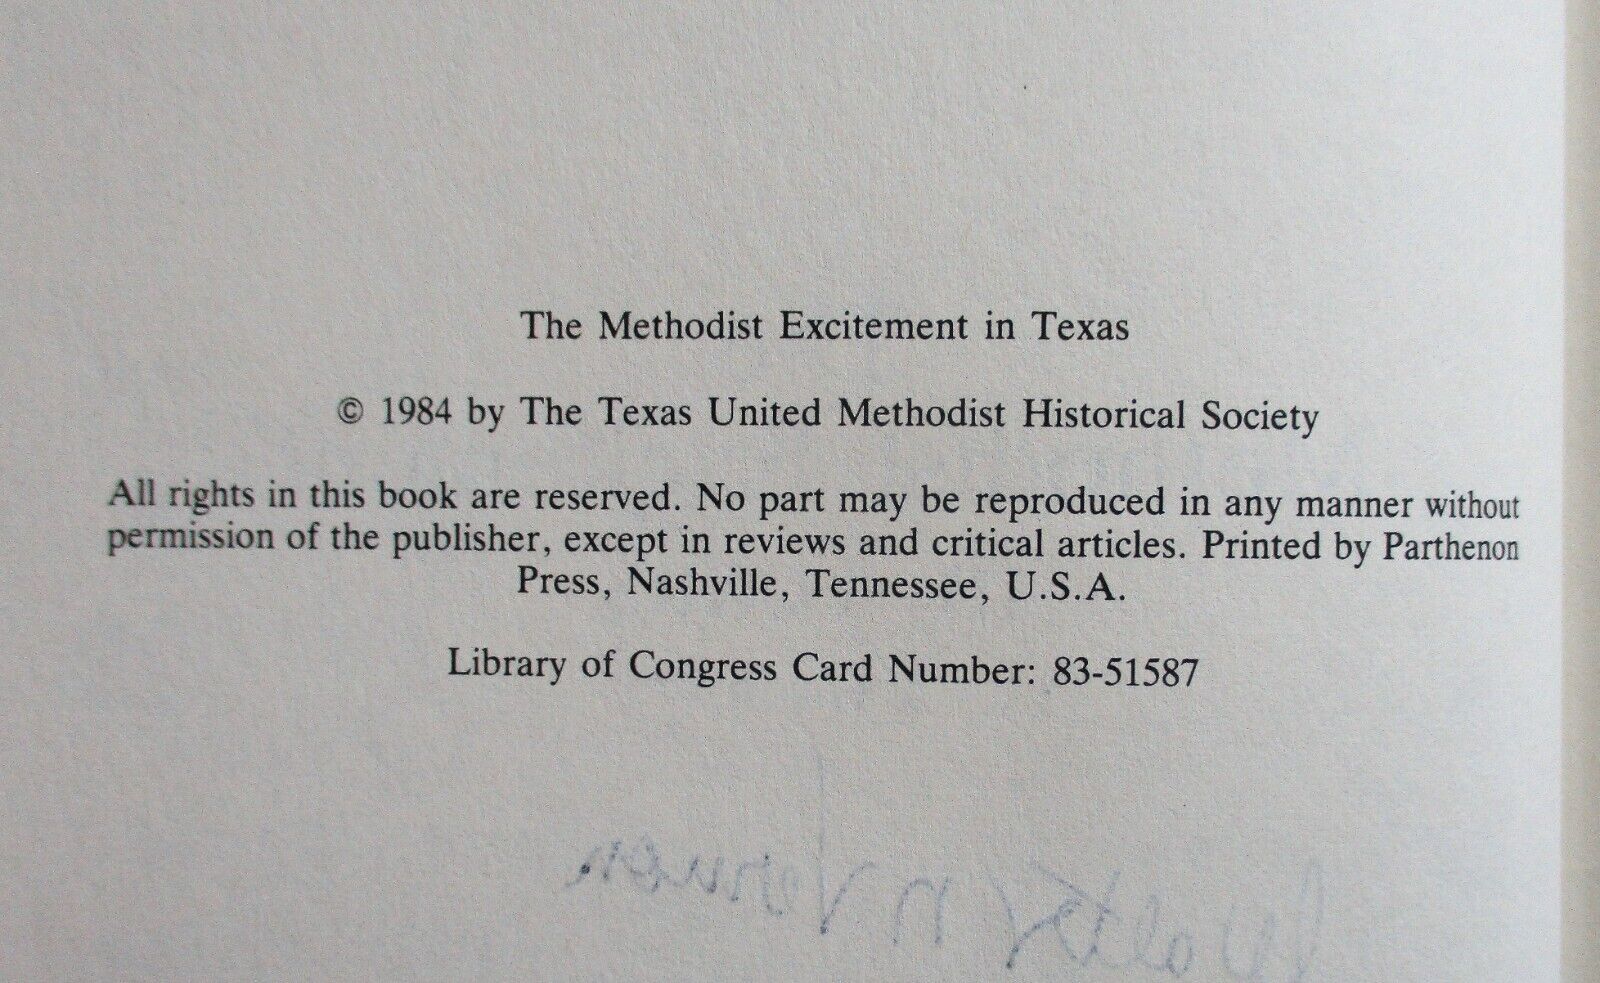 The Methodist Excitement in Texas
© 1984 by The Texas United Methodist Historical Society
All rights in this book are reserved. No part may be reproduced in any manner without
permission of the publisher, except in reviews and critical articles. Printed by Parthenon
Press, Nashville, Tennessee, U.S.A.
Library of Congress Card Number: 83-51587